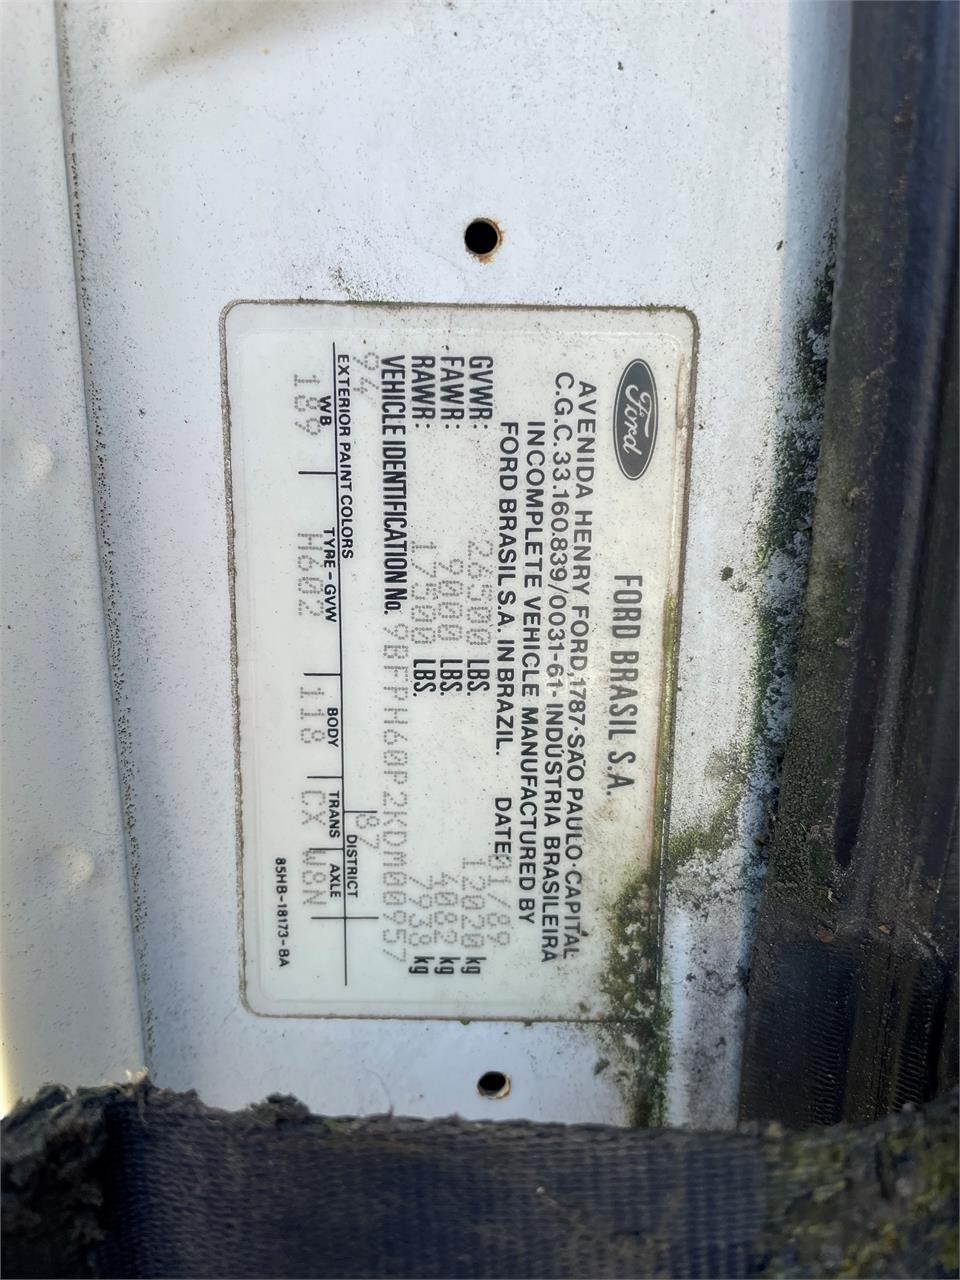 Ford
FORD BRASIL S.A.
AVENIDA HENRY FORD, 1787-SÃO PAULO-CAPITAL
C.G.C. 33.160.839/0031-61-INDÚSTRIA BRASILEIRA
INCOMPLETE VEHICLE MANUFACTURED BY
FORD BRASIL S.A. IN BRAZIL. DATE: 01/89
GVWR: 26500 LBS. 12020 kg
FAWR: 9000 LBS. 4082 kg
RAWR: 17500 LBS. 7938 kg
VEHICLE IDENTIFICATION No. 9BFPH60P2KDM00957
94 87
EXTERIOR PAINT COLORS DISTRICT
WB TYPE-GVW BODY TRANS AXLE
189 H602 118 CX W8N
85HB-18173-BA